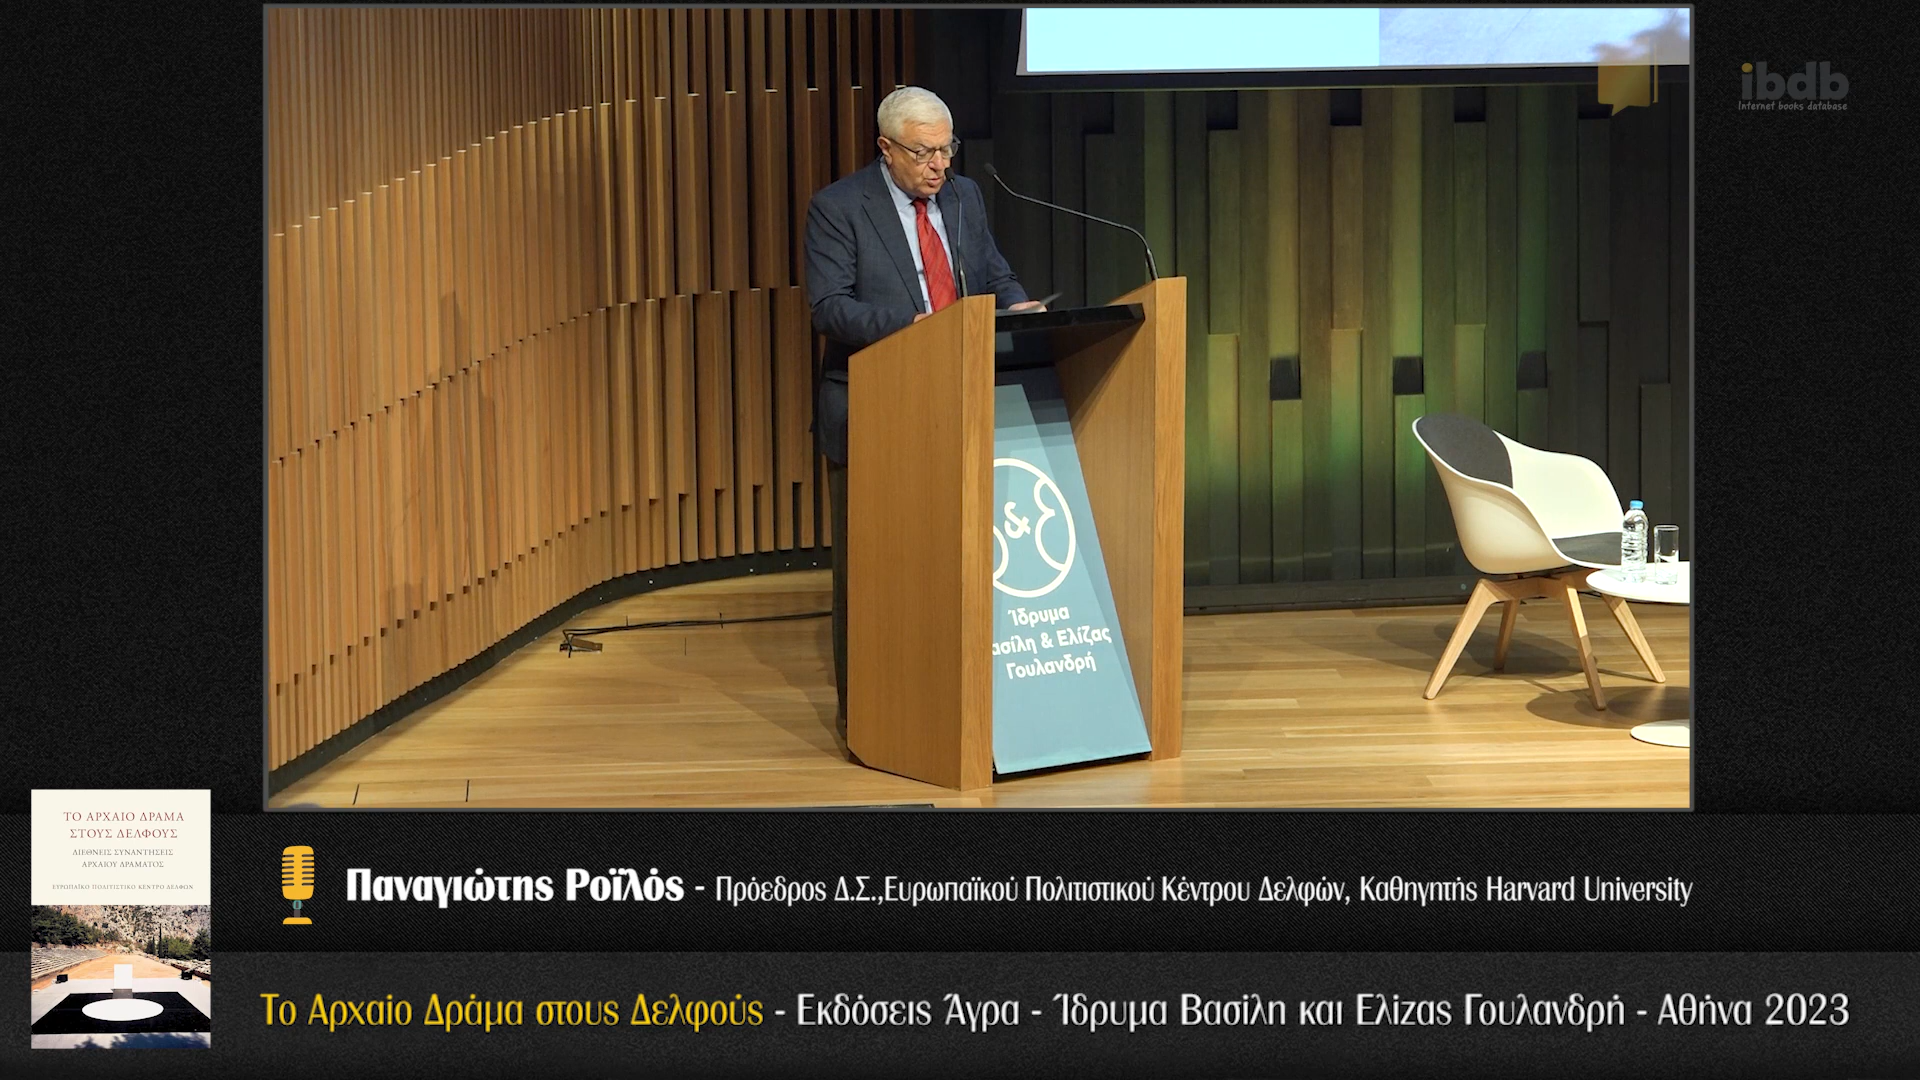 ibdb
Internet books database
&
Ίδρυμα
ασίλη & Ελίζας
Γουλανδρή
ΤΟ ΑΡΧΑΙΟ ΔΡΑΜΑ
ΣΤΟΥΣ ΔΕΛΦΟΥΣ
ΔΙΕΘΝΕΙΣ ΣΥΝΑΝΤΗΣΕΙΣ
ΑΡΧΑΙΟΥ ΔΡΑΜΑΤΟΣ
ΕΥΡΩΠΑΪΚΟ ΠΟΛΙΤΙΣΤΙΚΟ ΚΕΝΤΡΟ ΔΕΛΦΩΝ
Παναγιώτης Ροϊλός - Πρόεδρος Δ.Σ.,Ευρωπαϊκού Πολιτιστικού Κέντρου Δελφών, Καθηγητής Harvard University
Το Αρχαίο Δράμα στους Δελφούς - Εκδόσεις Άγρα - Ίδρυμα Βασίλη και Ελίζας Γουλανδρή - Αθήνα 2023